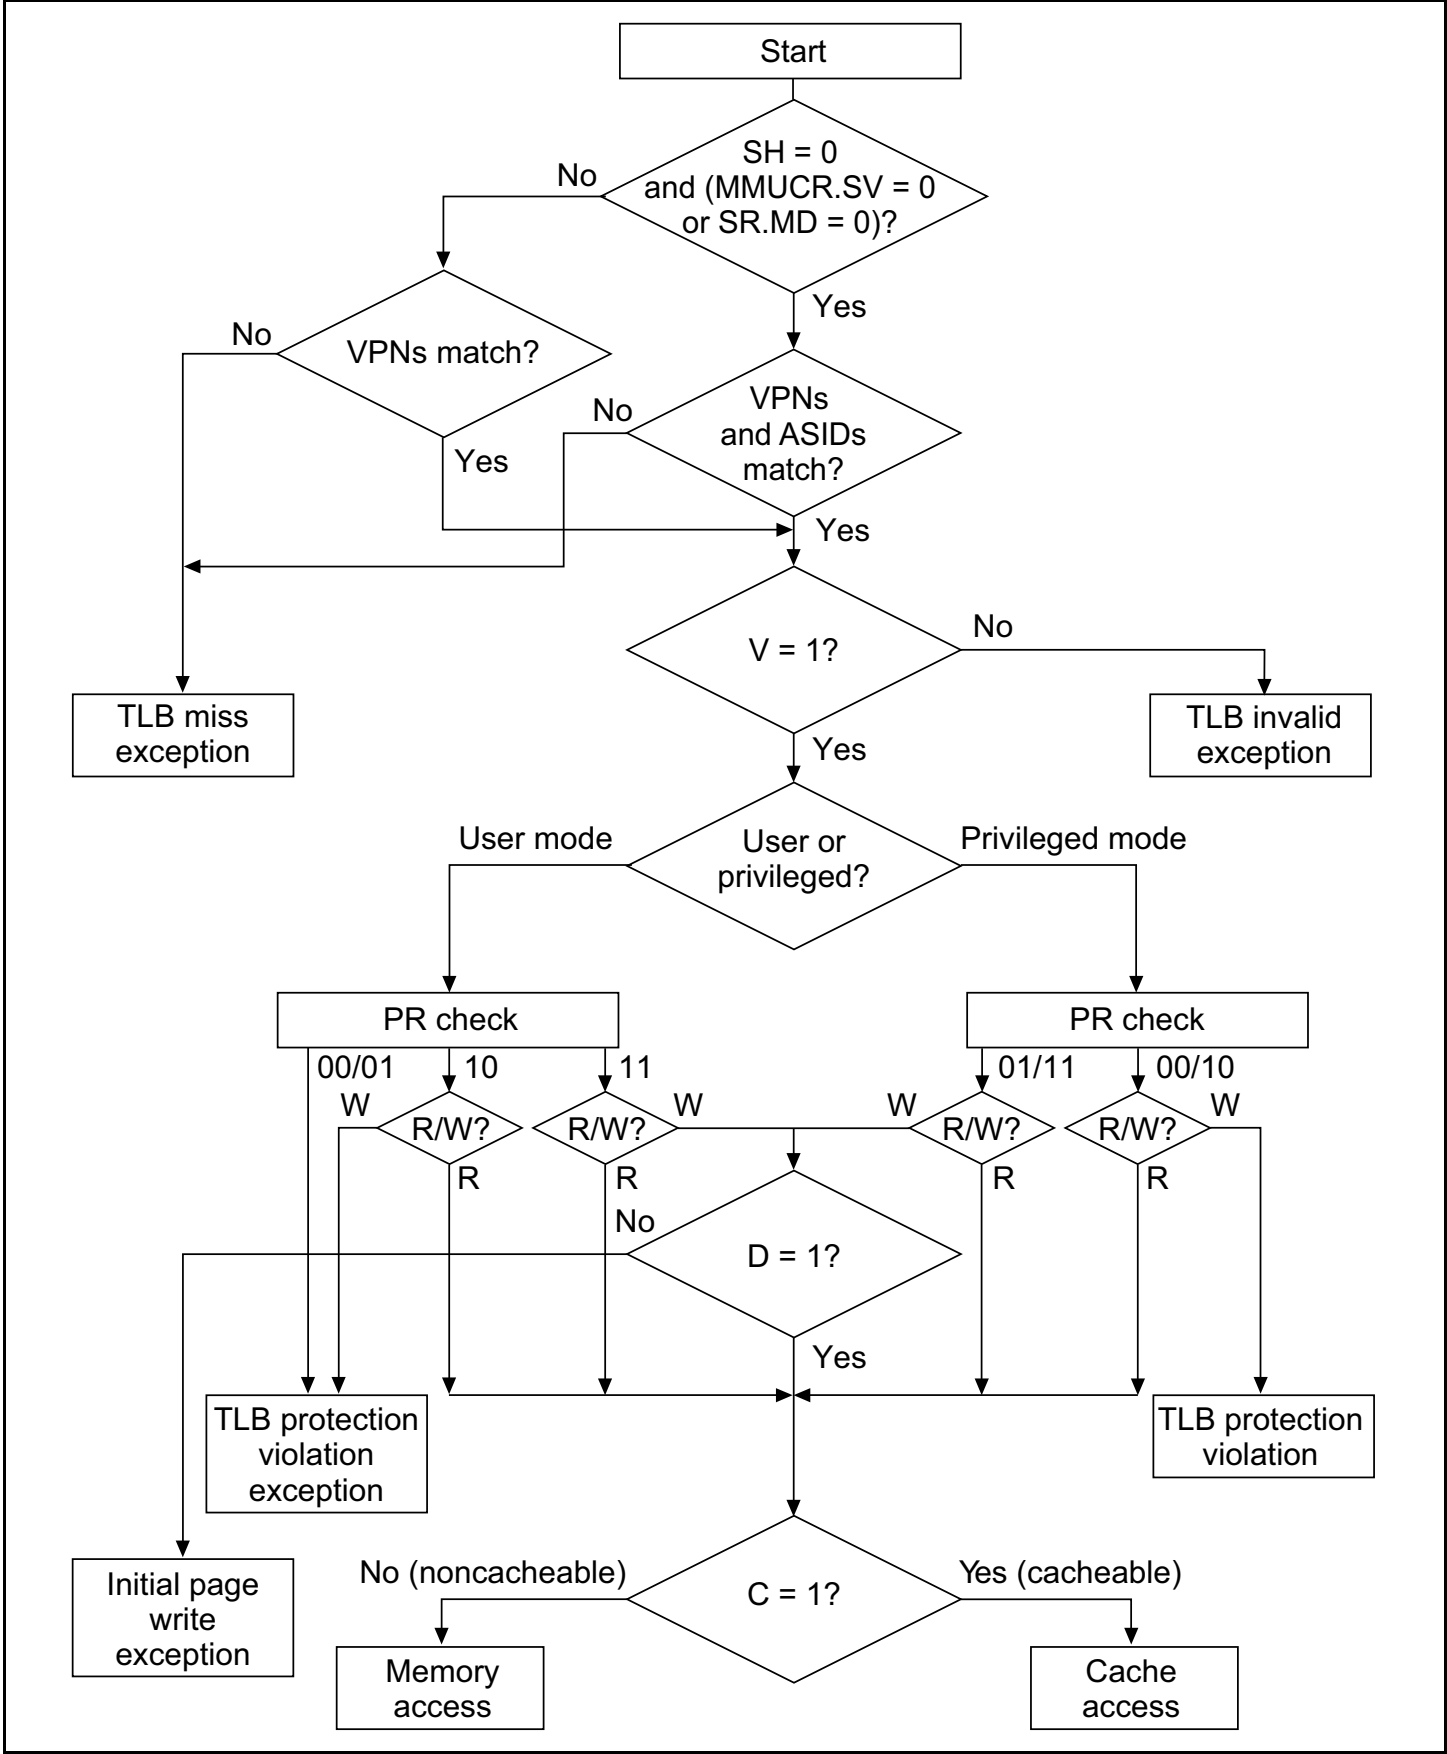 Start
SH = 0
and (MMUCR.SV = 0
or SR.MD = 0)?
No
Yes
VPNs match?
No
Yes
VPNs
and ASIDs
match?
No
Yes
V = 1?
No
Yes
TLB miss
exception
TLB invalid
exception
User or
privileged?
User mode
Privileged mode
PR check
PR check
00/01
10
11
01/11
00/10
W
R/W?
R
R/W?
W
R
W
R/W?
R
R/W?
W
R
No
D = 1?
Yes
TLB protection
violation
exception
TLB protection
violation
Initial page
write
exception
No (noncacheable)
C = 1?
Yes (cacheable)
Memory
access
Cache
access